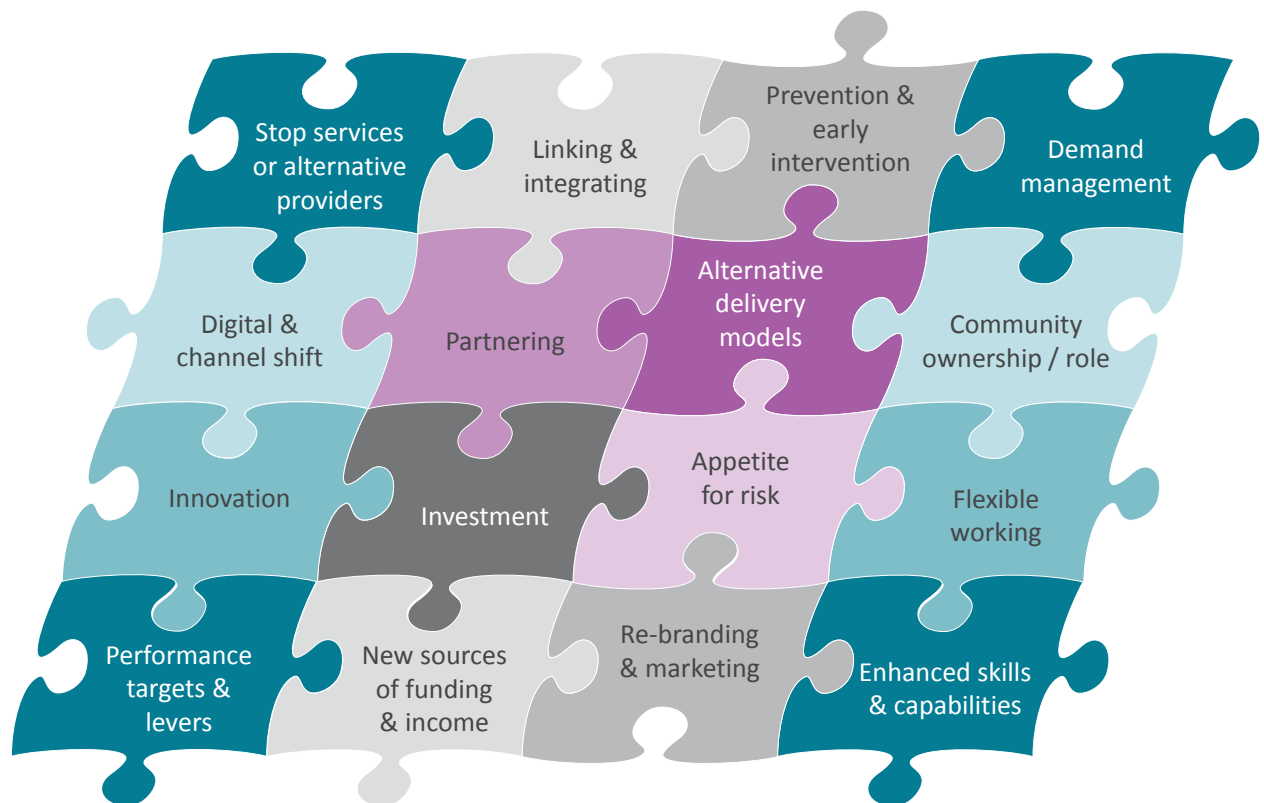 Stop services
or alternative
providers
Linking &
integrating
Prevention &
early
intervention
Demand
management
Digital &
channel shift
Partnering
Alternative
delivery
models
Community
ownership / role
Innovation
Investment
Appetite
for risk
Flexible
working
Performance
targets &
levers
New sources
of funding
& income
Re-branding
& marketing
Enhanced skills
& capabilities